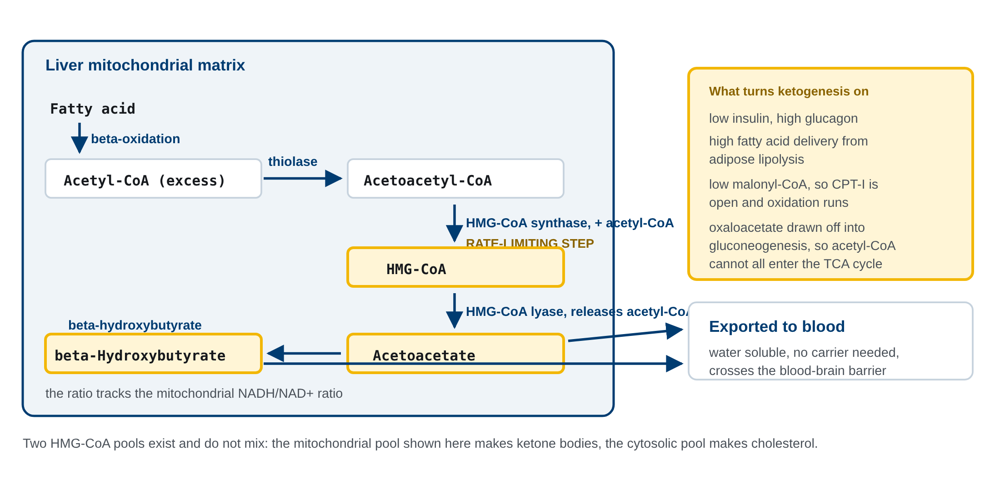 Liver mitochondrial matrix
Fatty acid
beta-oxidation
Acetyl-CoA (excess)
thiolase
Acetoacetyl-CoA
HMG-CoA synthase, + acetyl-CoA
RATE-LIMITING STEP
HMG-CoA
HMG-CoA lyase, releases acetyl-CoA
beta-hydroxybutyrate
beta-Hydroxybutyrate
Acetoacetate
the ratio tracks the mitochondrial NADH/NAD+ ratio
What turns ketogenesis on
low insulin, high glucagon
high fatty acid delivery from
adipose lipolysis
low malonyl-CoA, so CPT-I is
open and oxidation runs
oxaloacetate drawn off into
gluconeogenesis, so acetyl-CoA
cannot all enter the TCA cycle
Exported to blood
water soluble, no carrier needed,
crosses the blood-brain barrier
Two HMG-CoA pools exist and do not mix: the mitochondrial pool shown here makes ketone bodies, the cytosolic pool makes cholesterol.